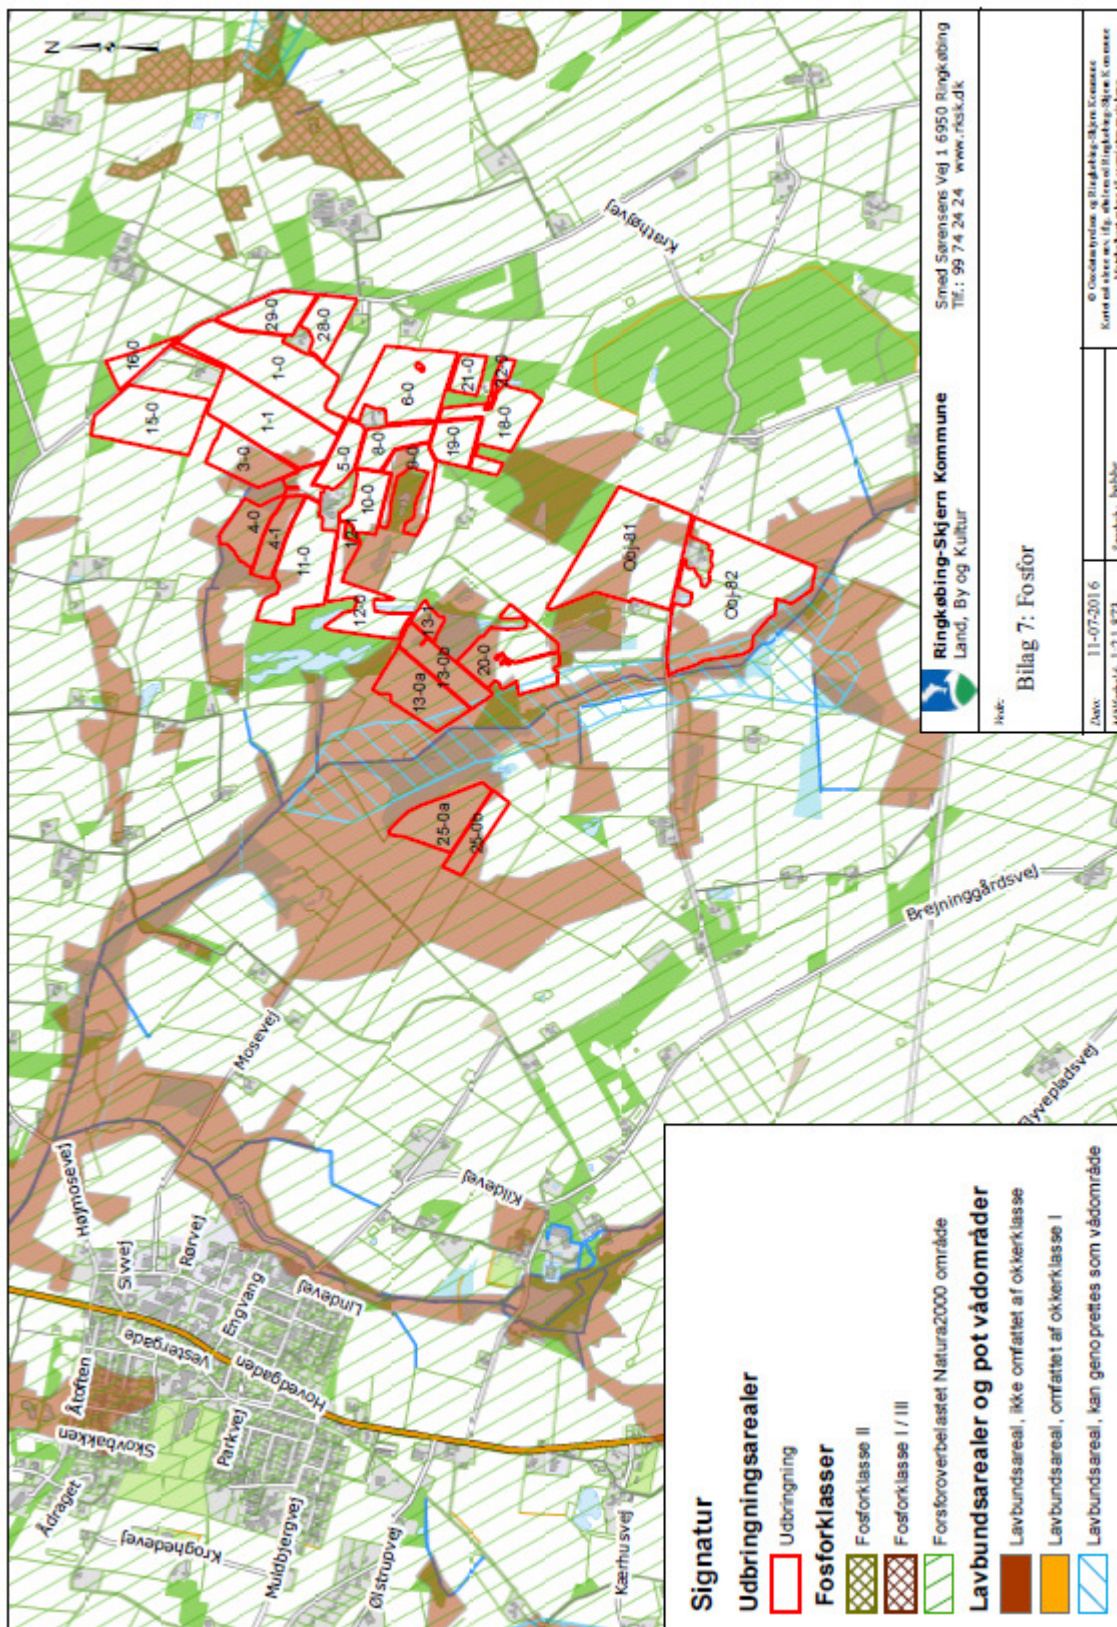 N
16-0
15-0
29-0
28-0
1-0
1-1
3-0
4-0
4-1
5-0
6-0
8-0
9-0
10-0
11-0
12-1
12-0
21-0
22-0
19-0
18-0
13-1
13-0b
13-0a
20-0
25-0a
25-0b
Obj-81
Obj-82
Krathøjvej
Mosevej
Højmosevej
Sivvej
Rørvej
Engvang
Vestergade
Lindevej
Hovedgaden
Åtoften
Skovbakken
Ådraget
Parkvej
Kroghedevej
Muldbjergvej
Ølstrupvej
Kærhusvej
Kildevej
Brejninggårdsvej
Flyvepladsvej
Signatur
Udbringningsarealer
Udbringning
Fosforklasser
Fosforklasse II
Fosforklasse I / III
Forsforoverbelastet Natura2000 område
Lavbundsarealer og pot vådområder
Lavbundsareal, ikke omfattet af okkerklasse
Lavbundsareal, omfattet af okkerklasse I
Lavbundsareal, kan genoprettes som vådområde
Ringkøbing-Skjern Kommune
Land, By og Kultur
Smed Sørensens Vej 1 6950 Ringkøbing
Tlf.: 99 74 24 24 www.rksk.dk
Bilag 7: Fosfor
Dato:
11-07-2016